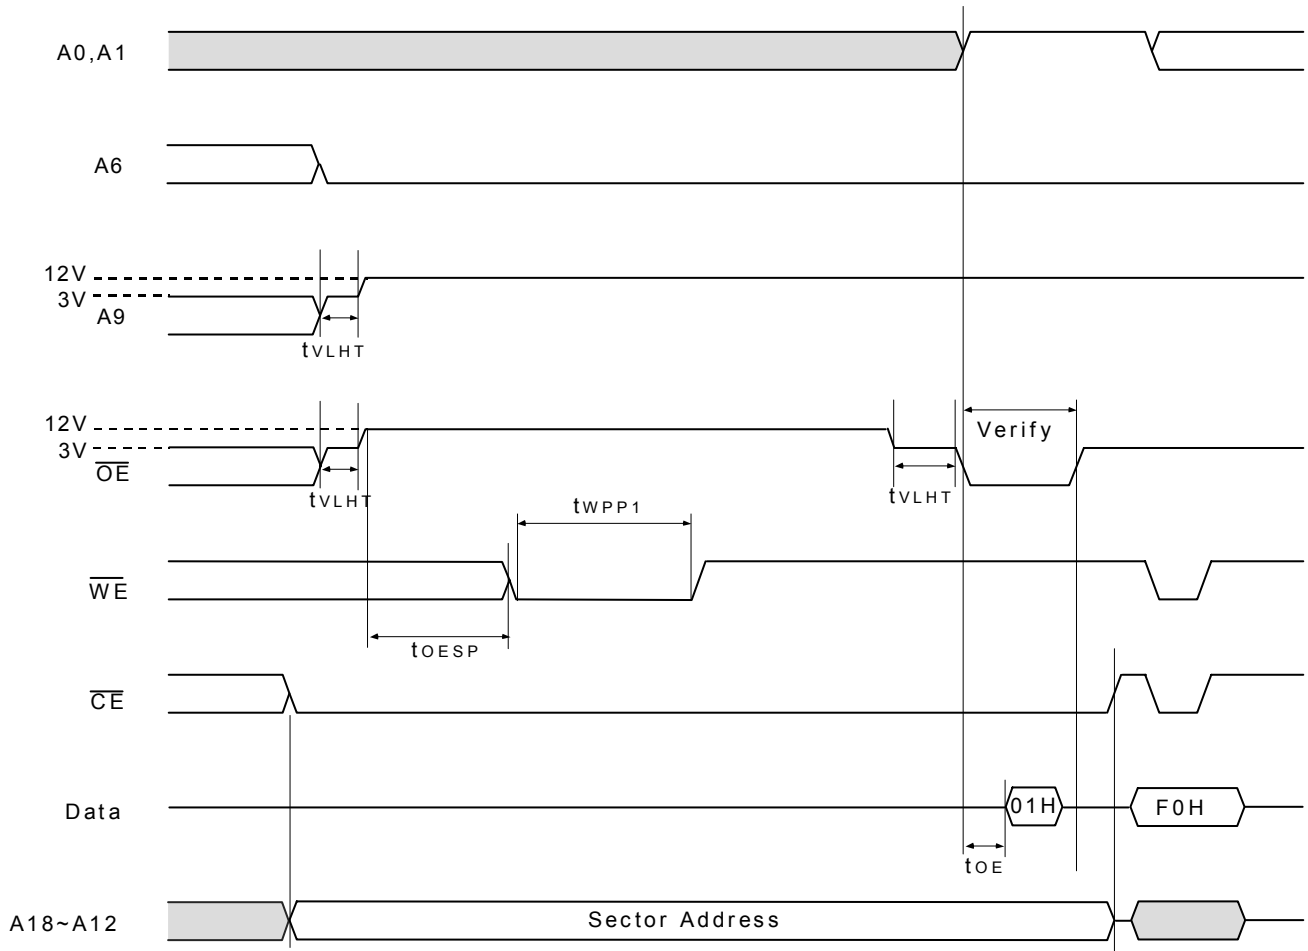 A0,A1
A6
12V
3V
A9
tVLHT
12V
3V
OE
tVLHT
tVLHT
Verify
tWPP1
WE
tOESP
CE
Data
01H
F0H
tOE
A18~A12
Sector Address